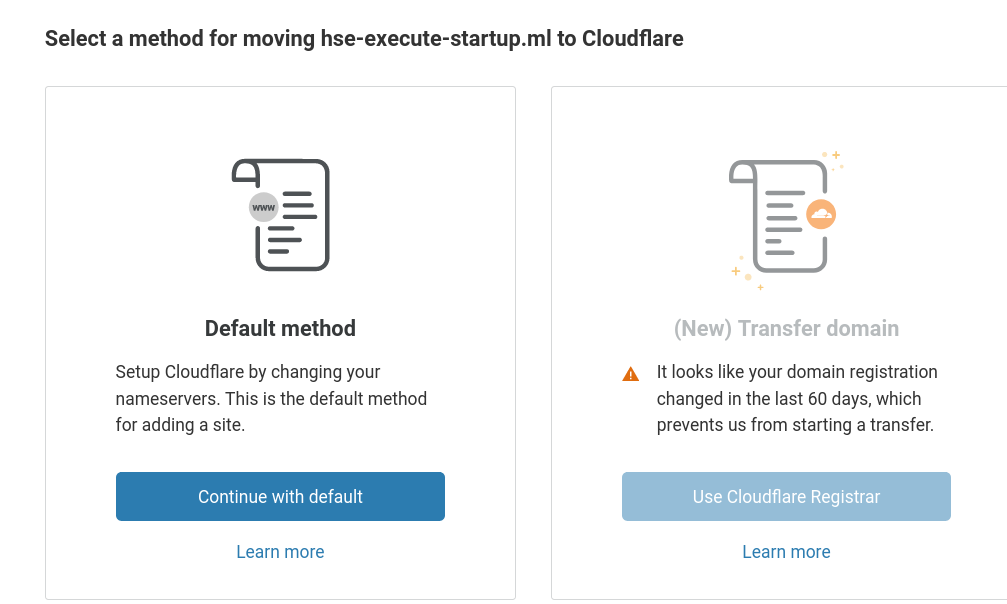 Select a method for moving hse-execute-startup.ml to Cloudflare
www
Default method
Setup Cloudflare by changing your
nameservers. This is the default method
for adding a site.
Continue with default
Learn more
(New) Transfer domain
It looks like your domain registration
changed in the last 60 days, which
prevents us from starting a transfer.
Use Cloudflare Registrar
Learn more